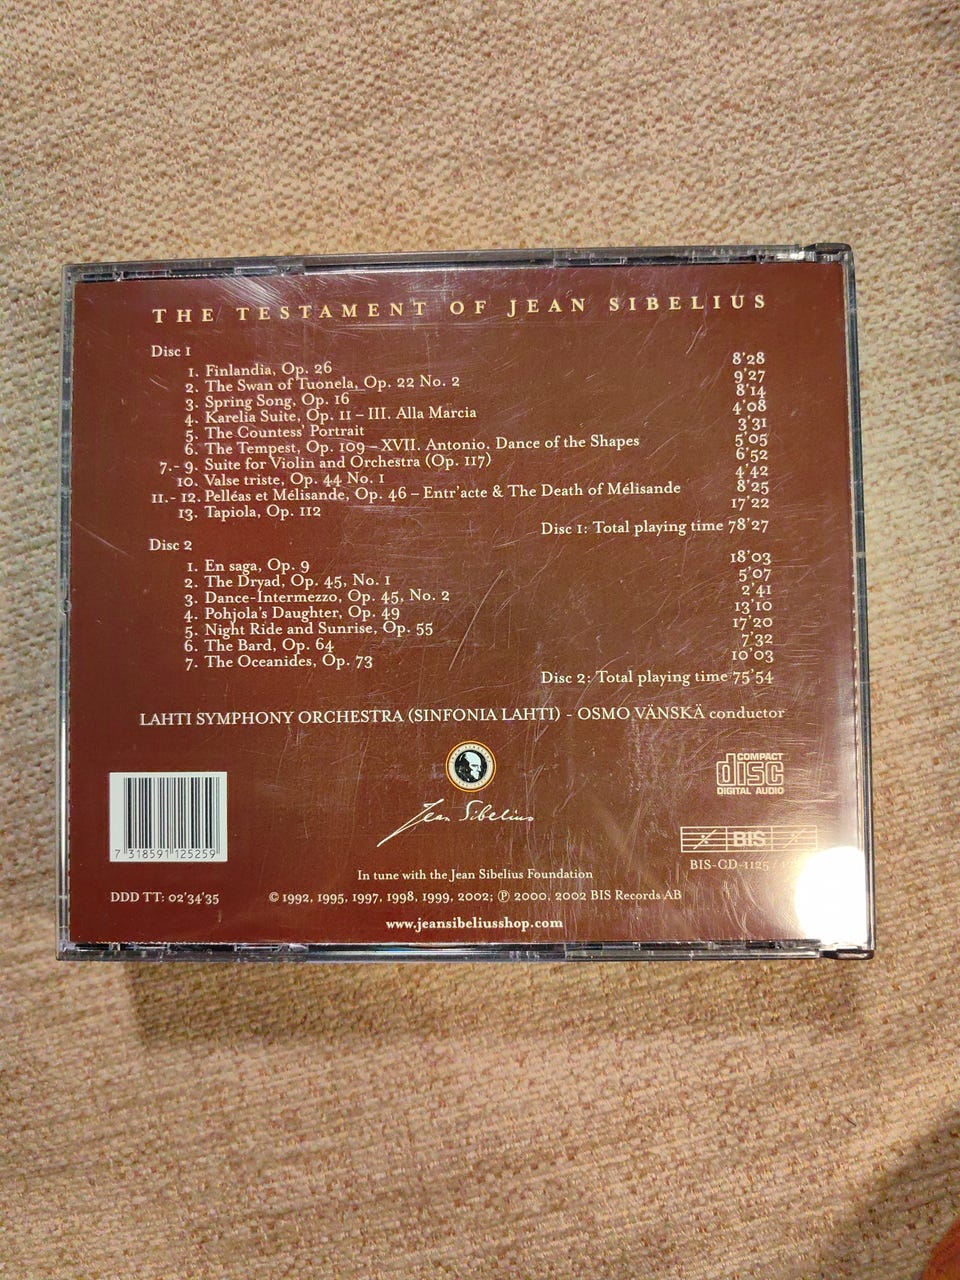 THE TESTAMENT OF JEAN SIBELIUS
Disc 1
1. Finlandia, Op. 26 8'28
2. The Swan of Tuonela, Op. 22 No. 2 9'27
3. Spring Song, Op. 16 8'14
4. Karelia Suite, Op. 11 – III. Alla Marcia 4'08
5. The Countess' Portrait 3'31
6. The Tempest, Op. 109 – XVII. Antonio. Dance of the Shapes 5'05
7.- 9. Suite for Violin and Orchestra (Op. 117) 6'52
10. Valse triste, Op. 44 No. 1 4'42
11.- 12. Pelléas et Mélisande, Op. 46 – Entr'acte & The Death of Mélisande 8'25
13. Tapiola, Op. 112 17'22
Disc 1: Total playing time 78'27
Disc 2
1. En saga, Op. 9 18'03
2. The Dryad, Op. 45, No. 1 5'07
3. Dance-Intermezzo, Op. 45, No. 2 2'41
4. Pohjola's Daughter, Op. 49 13'10
5. Night Ride and Sunrise, Op. 55 17'20
6. The Bard, Op. 64 7'32
7. The Oceanides, Op. 73 10'03
Disc 2: Total playing time 75'54
LAHTI SYMPHONY ORCHESTRA (SINFONIA LAHTI) - OSMO VÄNSKÄ conductor
COMPACT
disc
DIGITAL AUDIO
Jean Sibelius
BIS
BIS-CD-1125
7 318591 125259
In tune with the Jean Sibelius Foundation
DDD TT: 02'34'35
© 1992, 1995, 1997, 1998, 1999, 2002; ℗ 2000, 2002 BIS Records AB
www.jeansibeliusshop.com